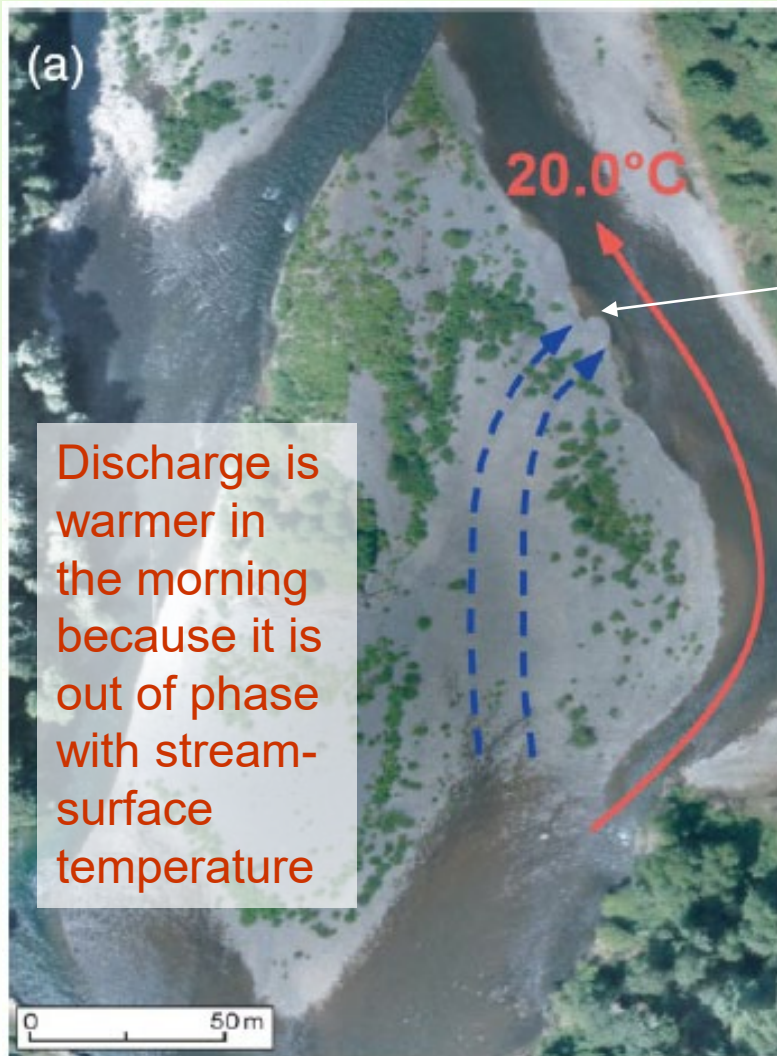 (a)
20.0°C
Discharge is
warmer in
the morning
because it is
out of phase
with stream-
surface
temperature
0 50m